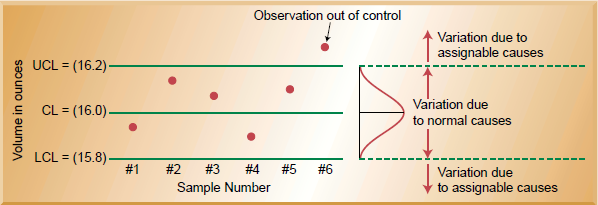 Observation out of control
Volume in ounces
UCL = (16.2)
CL = (16.0)
LCL = (15.8)
#1 #2 #3 #4 #5 #6
Sample Number
Variation due to
assignable causes
Variation due
to normal causes
Variation due
to assignable causes